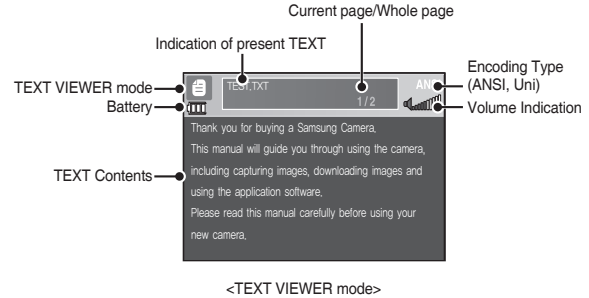 Current page/Whole page
Indication of present TEXT
Encoding Type
(ANSI, Uni)
TEXT VIEWER mode
TEST.TXT
Battery
1 / 2
Volume Indication
Thank you for buying a Samsung Camera.
This manual will guide you through using the camera,
TEXT Contents
including capturing images, downloading images and
using the application software.
Please read this manual carefully before using your
new camera.
<TEXT VIEWER mode>